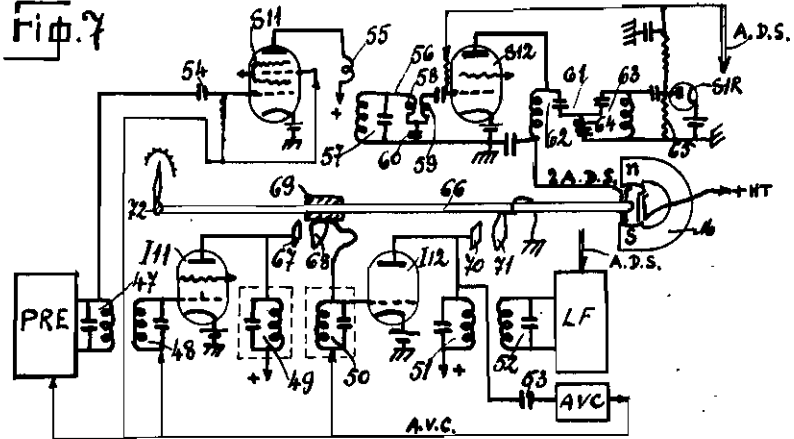 Fig.7
S11
55
54
56
58
S12
A.D.S.
61
63
S1R
57
60
59
62
64
65
2 A.D.S.
n
+HT
69
66
72
S
16
67
68
70
71
A.D.S.
I11
I12
47
PRE
48
49
50
51
52
LF
+
+
+
53
AVC
A.V.C.